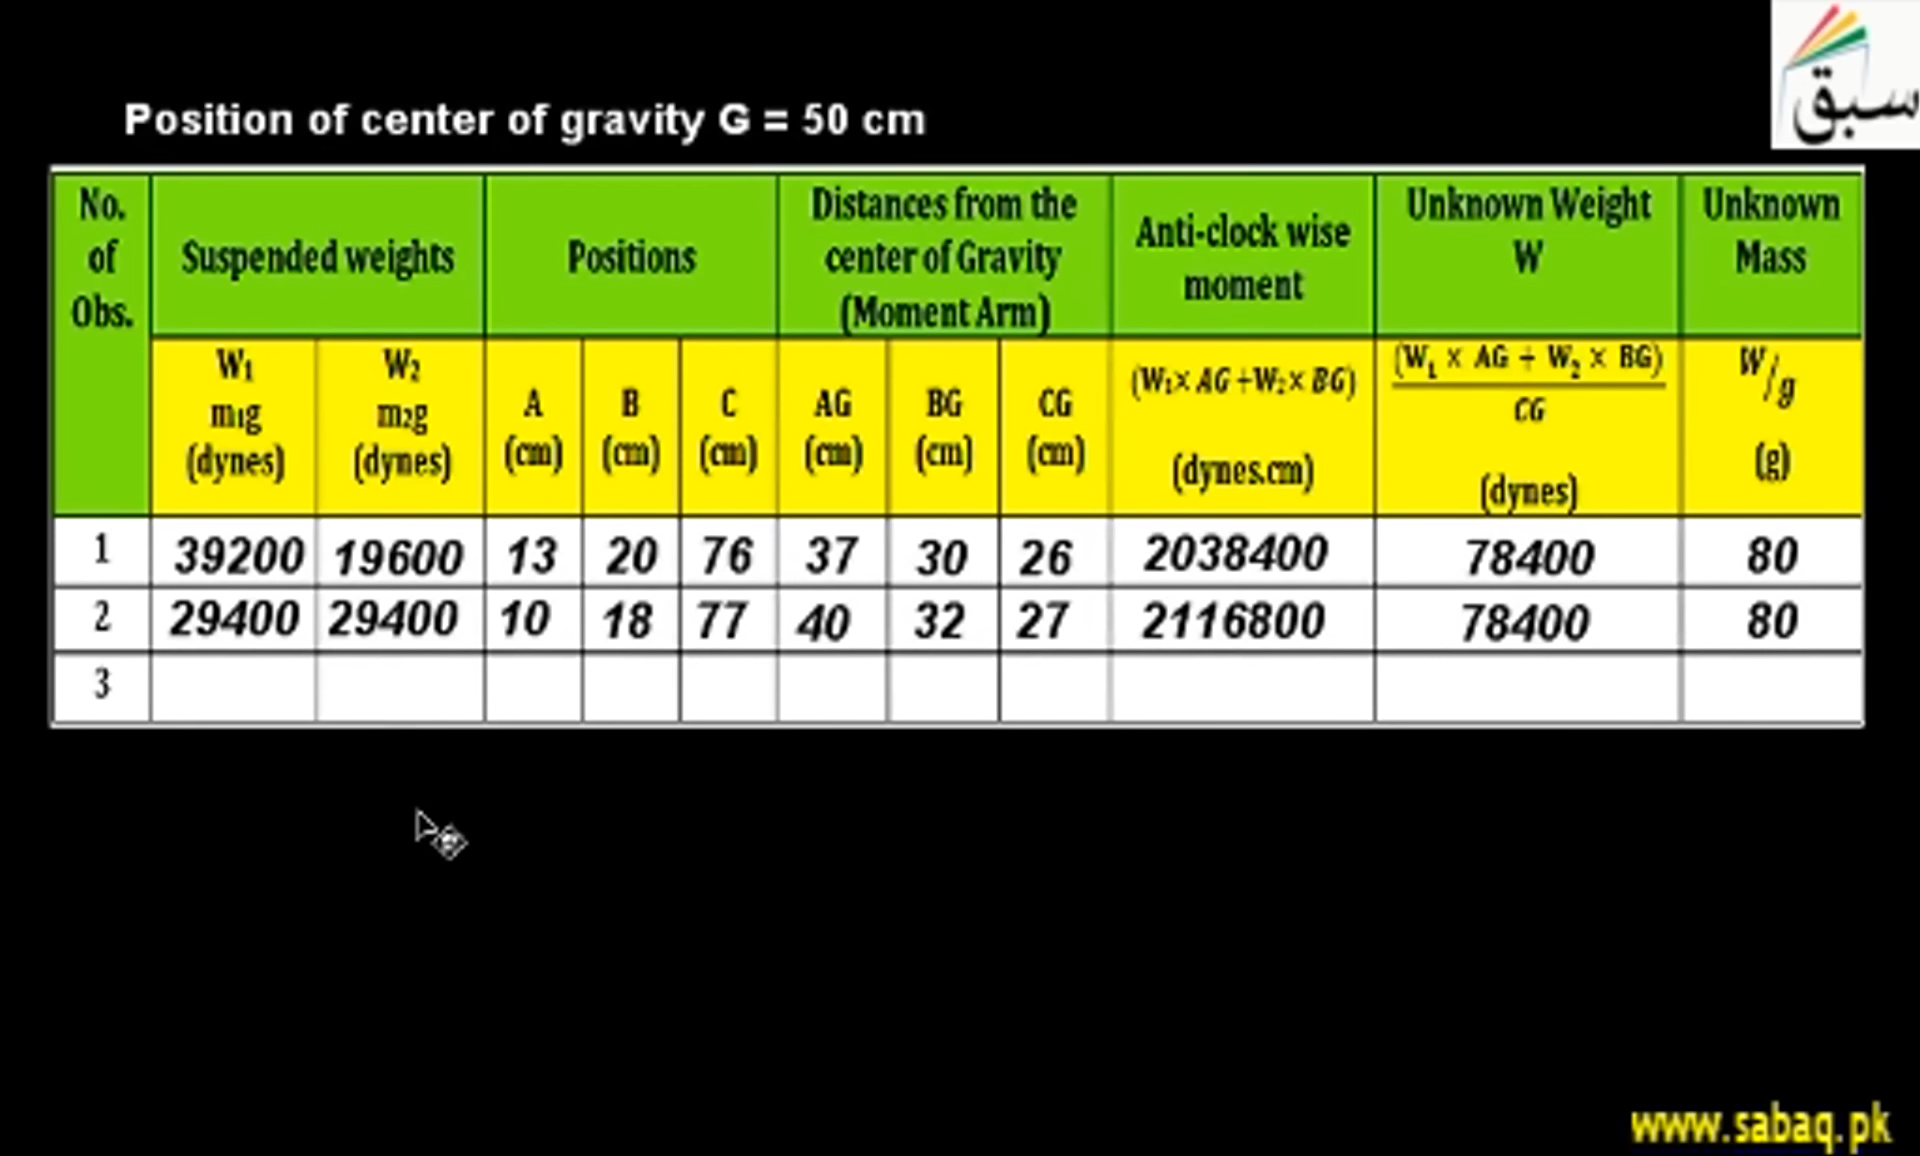 سبق
Position of center of gravity G = 50 cm
No.
of
Obs.
Suspended weights
Positions
Distances from the
center of Gravity
(Moment Arm)
Anti-clock wise
moment
Unknown Weight
W
Unknown
Mass
W₁
m₁g
(dynes)
W₂
m₂g
(dynes)
A
(cm)
B
(cm)
C
(cm)
AG
(cm)
BG
(cm)
CG
(cm)
(W₁× AG +W₂× BG)
(dynes.cm)
(W₁ × AG + W₂ × BG)
CG
(dynes)
W/g
(g)
1 39200 19600 13 20 76 37 30 26 2038400 78400 80
2 29400 29400 10 18 77 40 32 27 2116800 78400 80
3
www.sabaq.pk